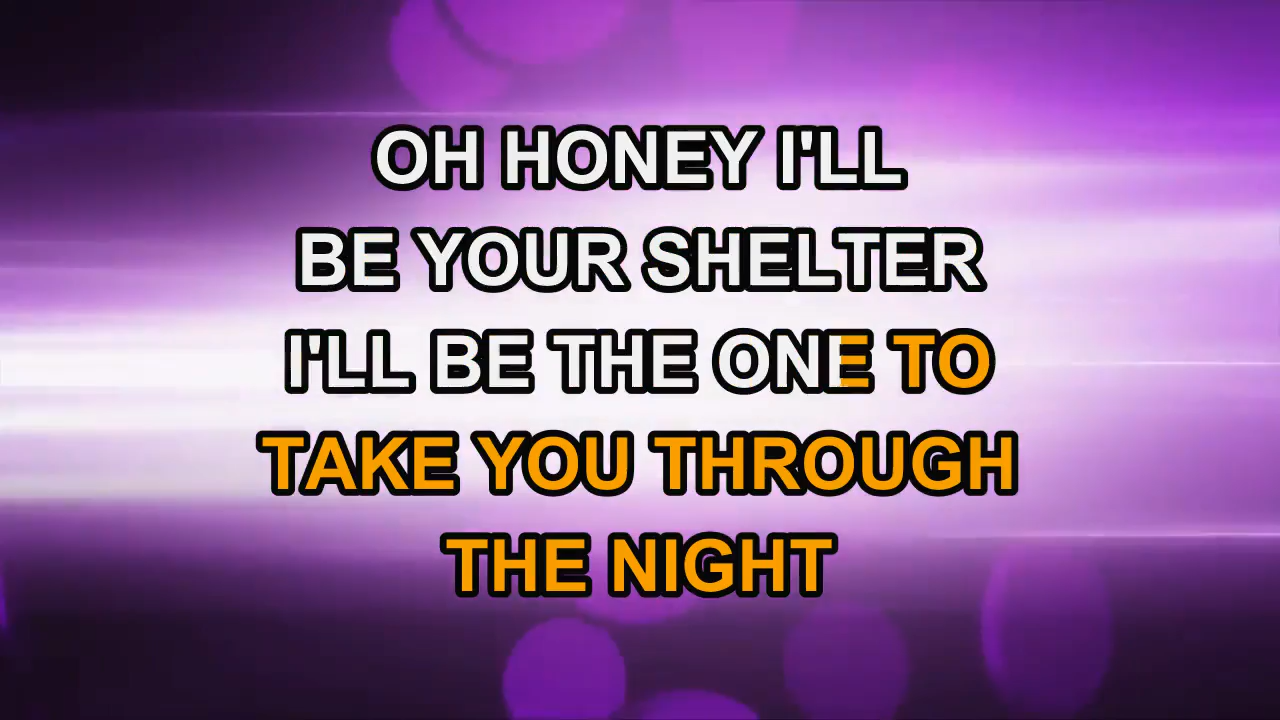 OH HONEY I'LL
BE YOUR SHELTER
I'LL BE THE ONE TO
TAKE YOU THROUGH
THE NIGHT